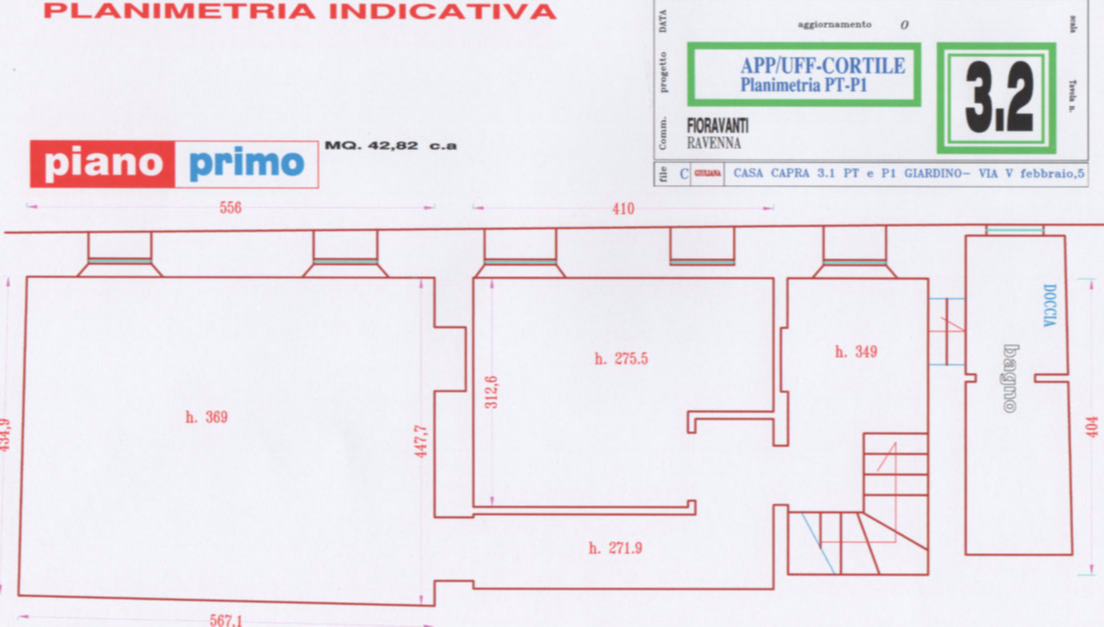 PLANIMETRIA INDICATIVA
DATA
progetto
Comm.
file
aggiornamento 0
scala
Tavola n.
APP/UFF-CORTILE
Planimetria PT-P1
3.2
FIORAVANTI
RAVENNA
C GIULIANA CASA CAPRA 3.1 PT e P1 GIARDINO- VIA V febbraio,5
piano primo
MQ. 42,82 c.a
556
410
DOCCIA
h. 275.5
h. 349
bagno
312,6
h. 369
434,9
447,7
404
h. 271.9
567,1